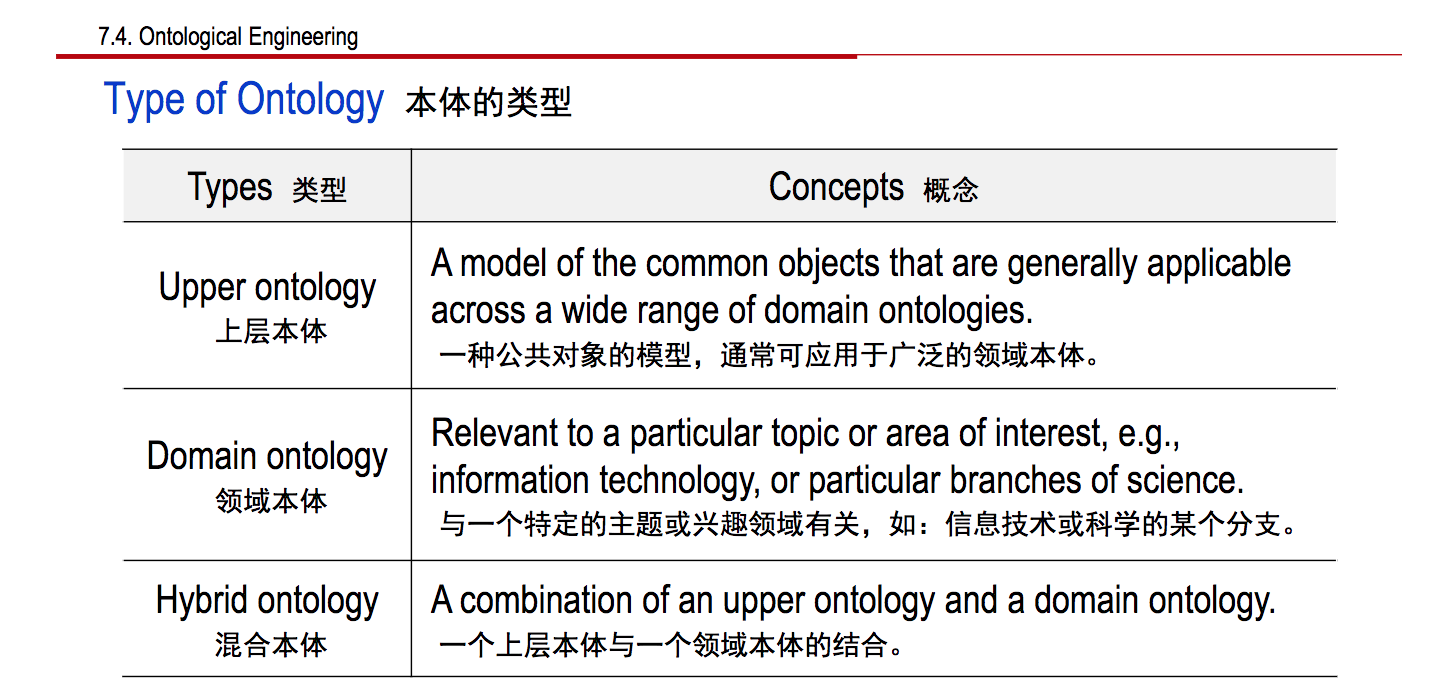 7.4. Ontological Engineering
Type of Ontology 本体的类型
Types 类型
Concepts 概念
Upper ontology
上层本体
A model of the common objects that are generally applicable
across a wide range of domain ontologies.
一种公共对象的模型，通常可应用于广泛的领域本体。
Domain ontology
领域本体
Relevant to a particular topic or area of interest, e.g.,
information technology, or particular branches of science.
与一个特定的主题或兴趣领域有关，如：信息技术或科学的某个分支。
Hybrid ontology
混合本体
A combination of an upper ontology and a domain ontology.
一个上层本体与一个领域本体的结合。